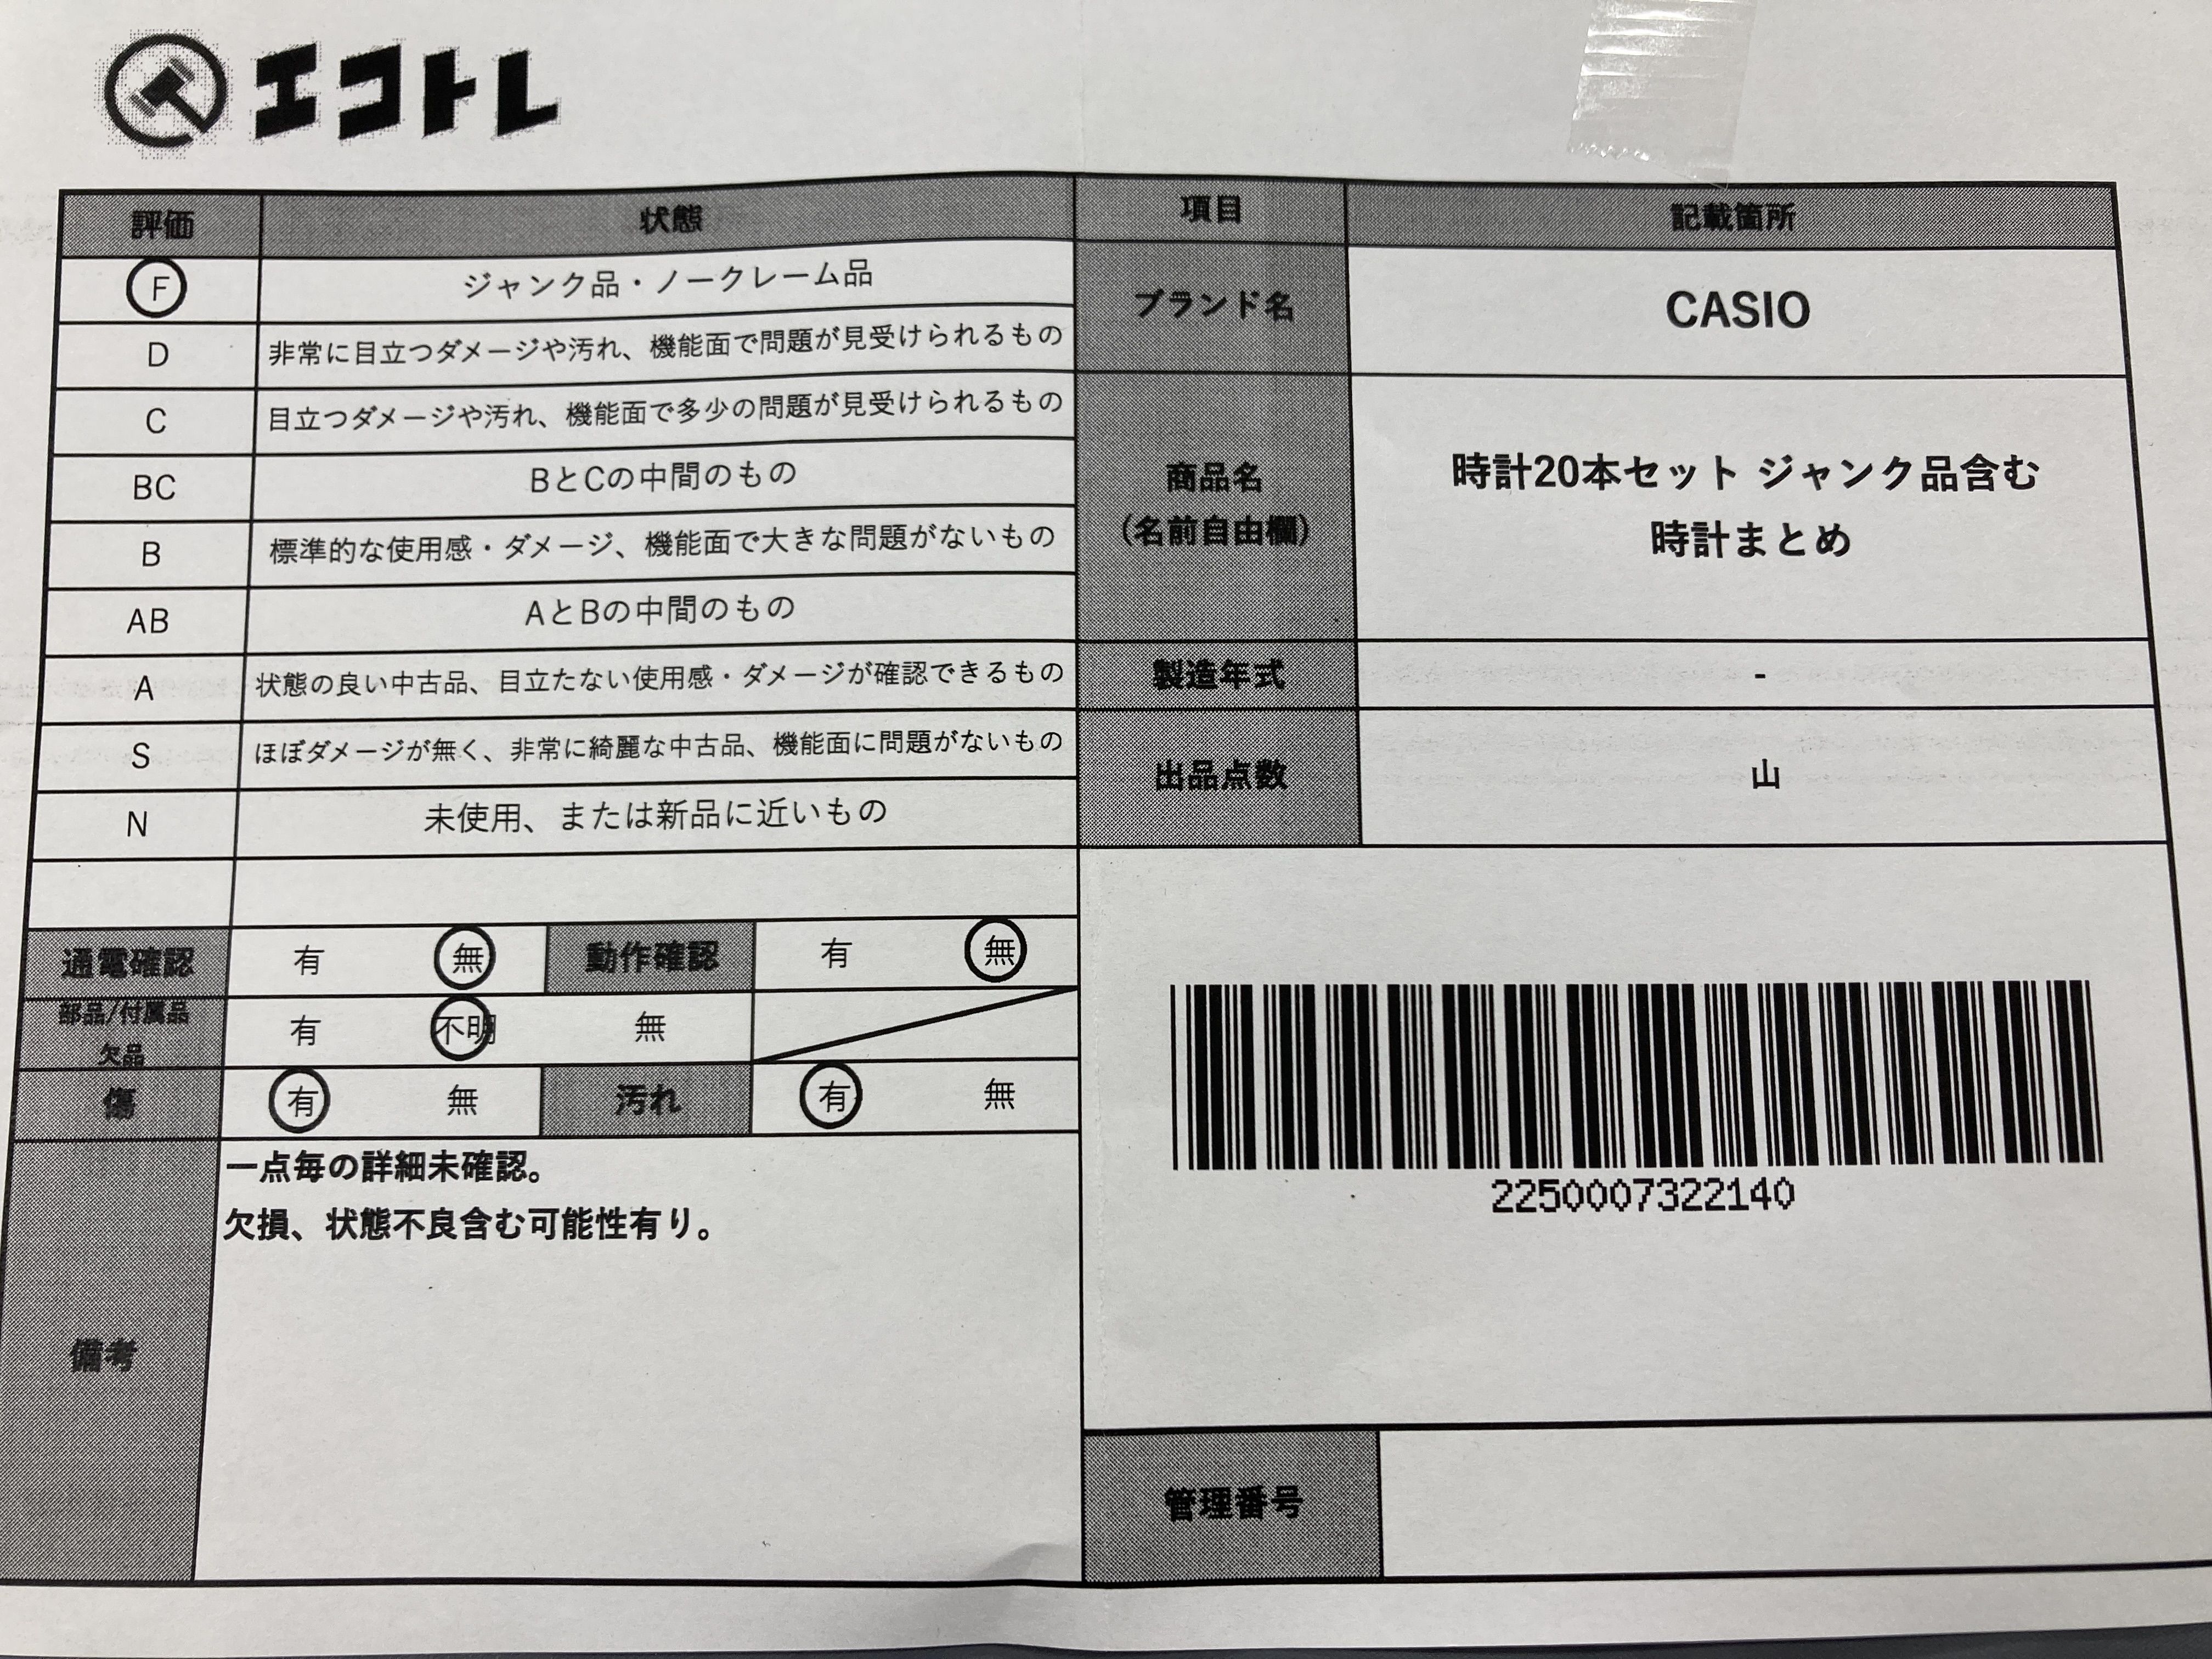 エコトレ
評価 状態
F ジャンク品・ノークレーム品
D 非常に目立つダメージや汚れ、機能面で問題が見受けられるもの
C 目立つダメージや汚れ、機能面で多少の問題が見受けられるもの
BC BとCの中間のもの
B 標準的な使用感・ダメージ、機能面で大きな問題がないもの
AB AとBの中間のもの
A 状態の良い中古品、目立たない使用感・ダメージが確認できるもの
S ほぼダメージが無く、非常に綺麗な中古品、機能面に問題がないもの
N 未使用、または新品に近いもの
通電確認 有 無 動作確認 有 無
部品/付属品
欠品 有 不明 無
傷 有 無 汚れ 有 無
備考
一点毎の詳細未確認。
欠損、状態不良含む可能性有り。
項目 記載箇所
ブランド名 CASIO
商品名
(名前自由欄)
時計20本セット ジャンク品含む
時計まとめ
製造年式 -
出品点数 山
2250007322140
管理番号